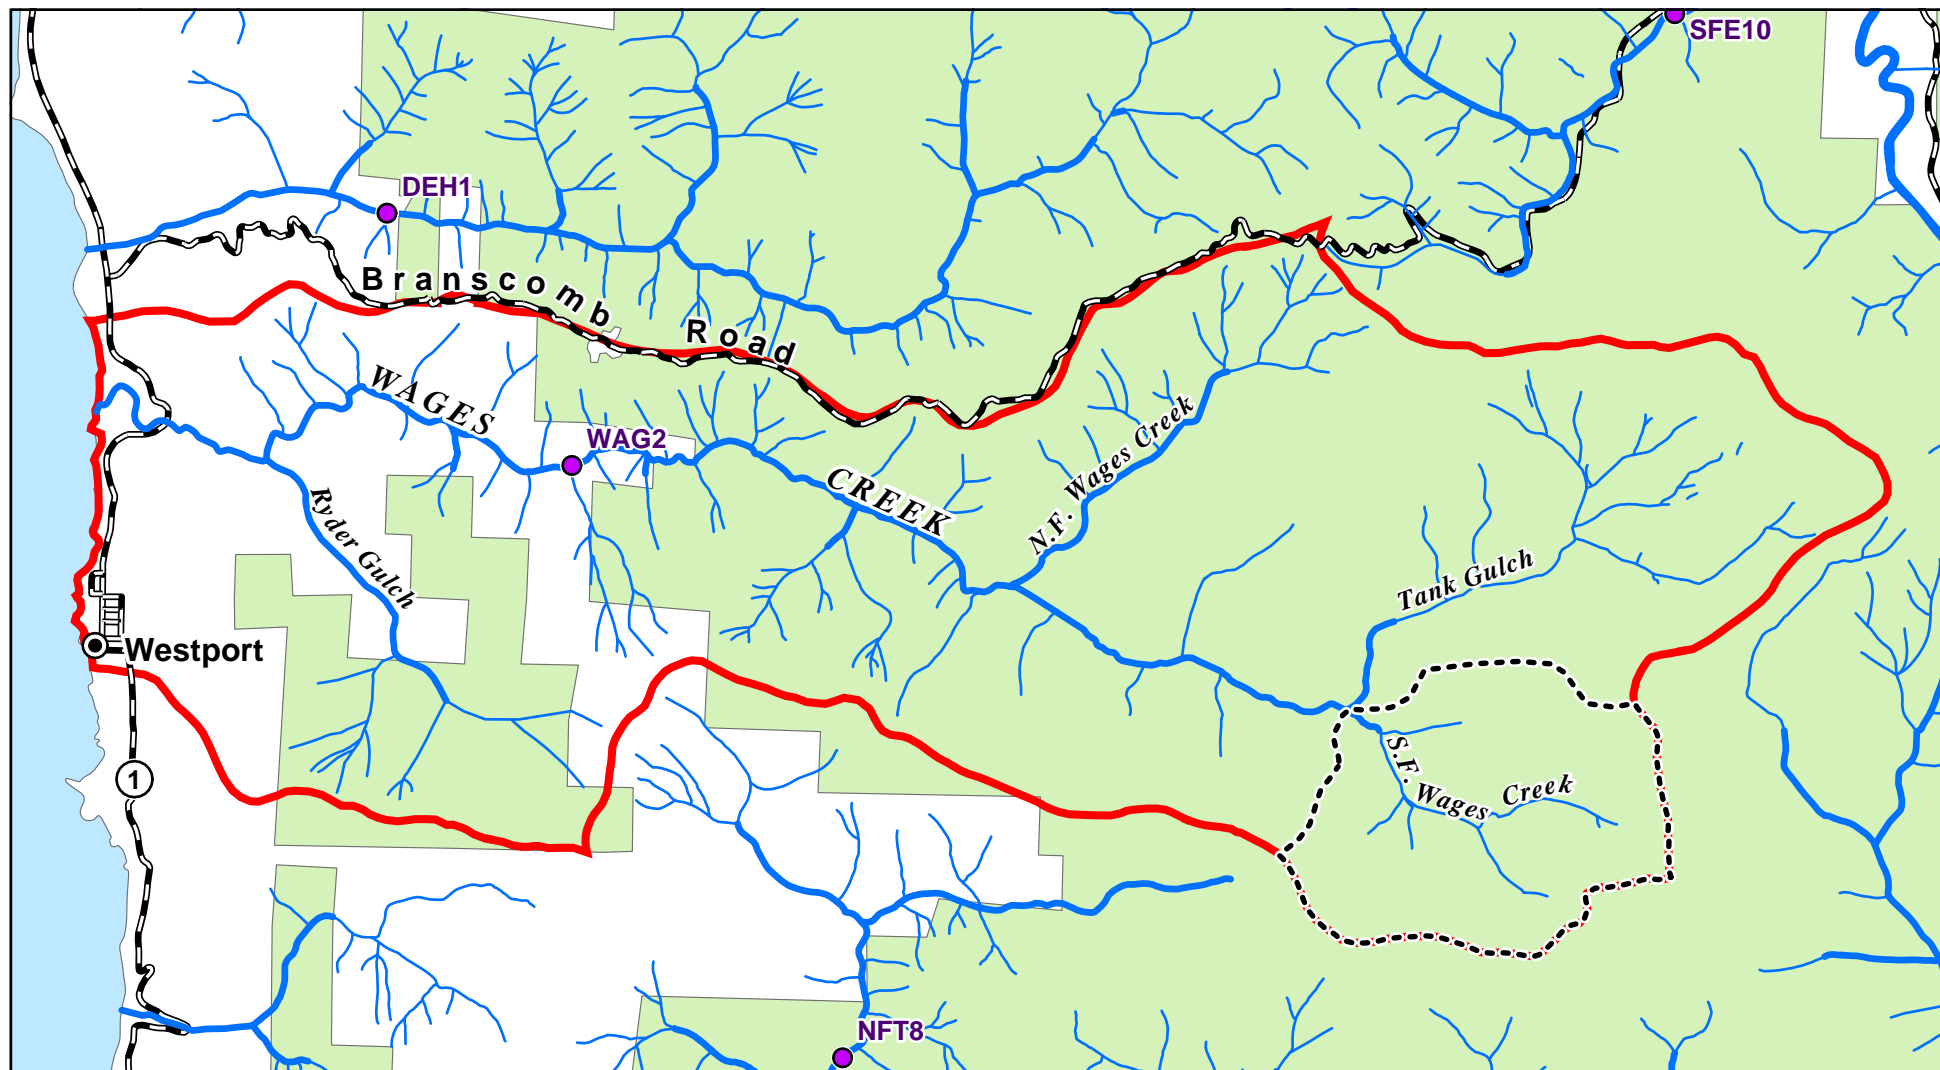 SFE10
DEH1
Branscomb Road
WAGES CREEK
WAG2
N.F. Wages Creek
Ryder Gulch
Tank Gulch
Westport
S.F. Wages Creek
1
NFT8